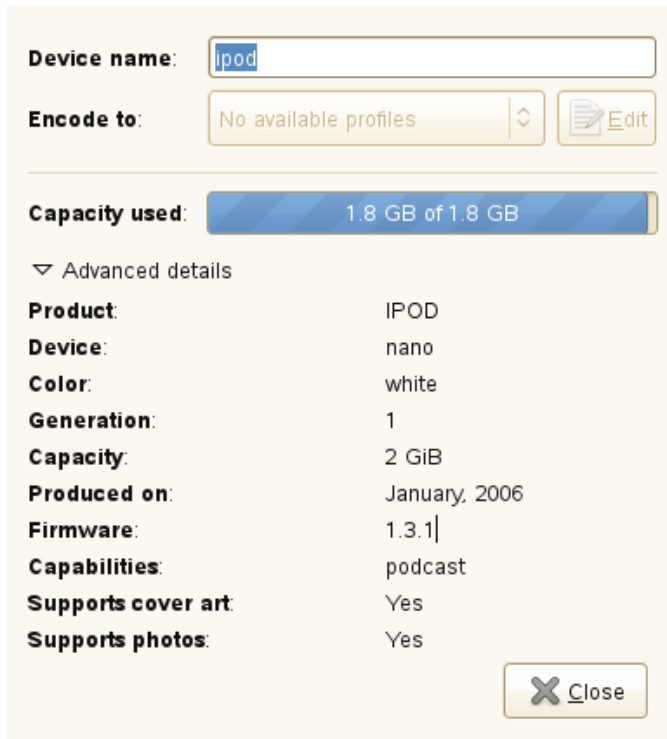 Device name: ipod
Encode to: No available profiles Edit
Capacity used: 1.8 GB of 1.8 GB
Advanced details
Product: IPOD
Device: nano
Color: white
Generation: 1
Capacity: 2 GiB
Produced on: January, 2006
Firmware: 1.3.1
Capabilities: podcast
Supports cover art: Yes
Supports photos: Yes
Close